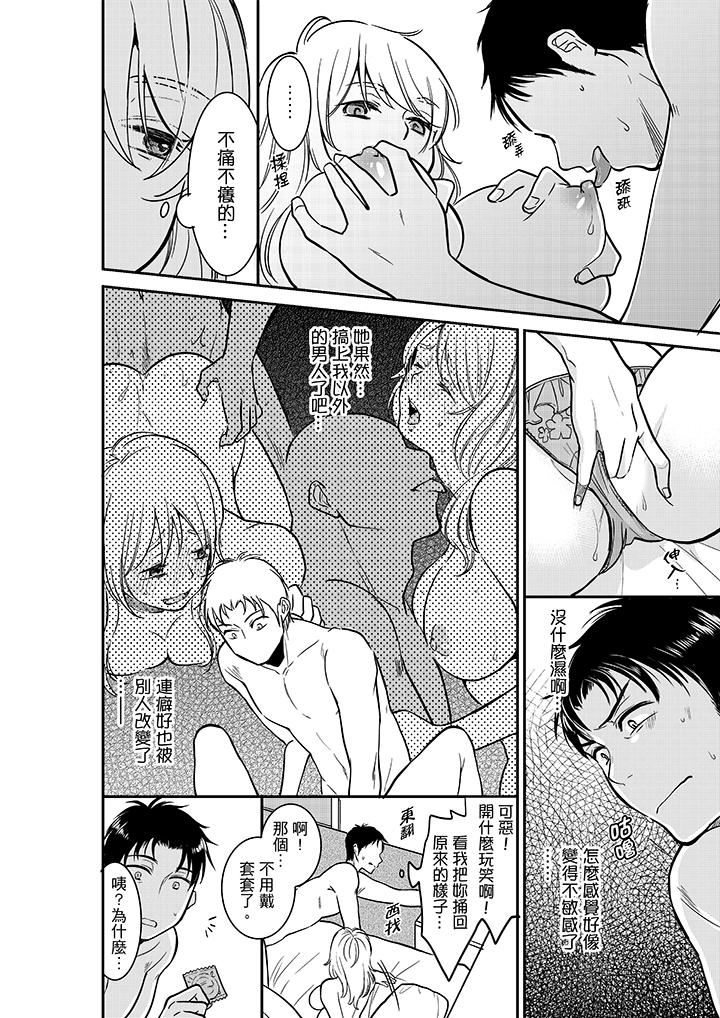 舔弄
舔舐
……
揉捏
不痛不癢的…
伸入…
沒什麼濕啊…
咕嚕
怎麼感覺好像
變得不敏感了
……
她果然…
搞上我以外
的男人了吧…
連癖好也被
別人改變了
…——
可惡！
開什麼玩笑啊！
看我把妳捅回
原來的樣子…
東翻
西找
啊！
那個…
不用戴
套套了。
咦？為什麼…